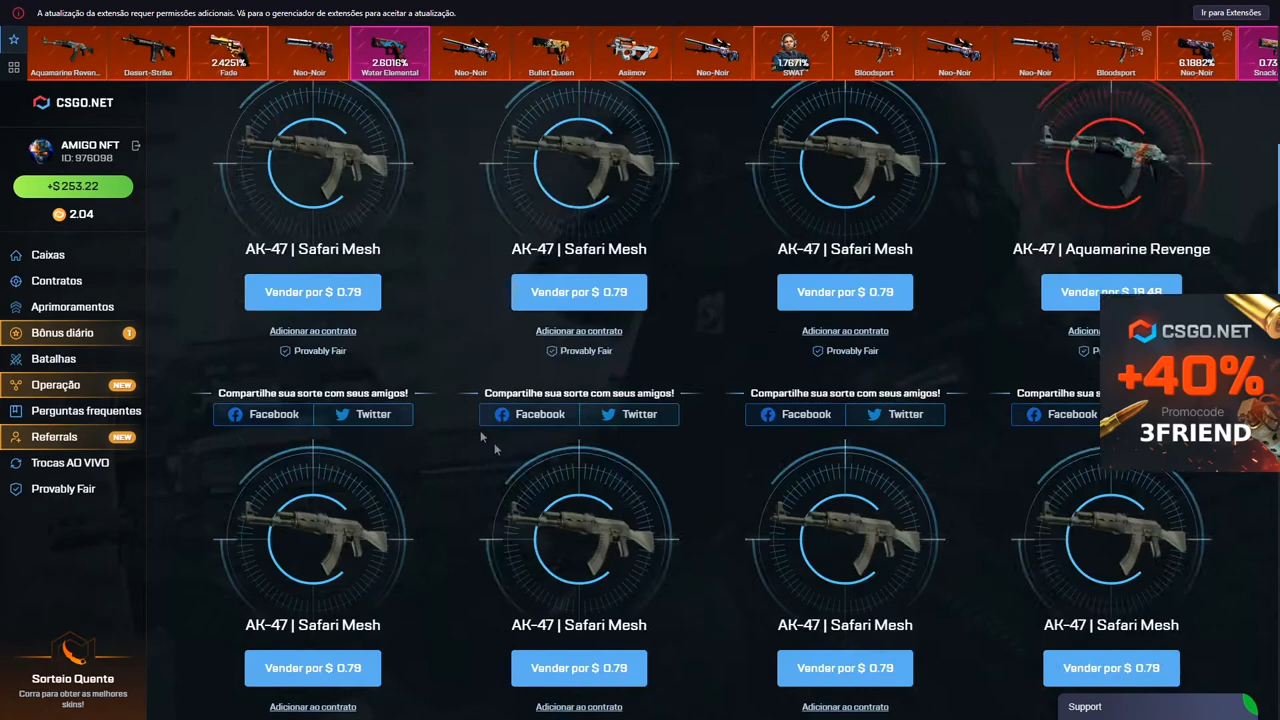 A atualização da extensão requer permissões adicionais. Vá para o gerenciador de extensões para aceitar a atualização.
Ir para Extensões
Aquamarine Reven...
Desert-Strike
2.4251%
Fade
Neo-Noir
2.6016%
Water Elemental
Neo-Noir
Bullet Queen
Asiimov
Neo-Noir
1.7671%
SWAT
Bloodsport
Neo-Noir
Neo-Noir
Bloodsport
6.1882%
Neo-Noir
0.73
CSGO.NET
AMIGO NFT
ID: 976098
+$ 253.22
2.04
Caixas
Contratos
Aprimoramentos
Bônus diário 1
Batalhas
Operação NEW
Perguntas frequentes
Referrals NEW
Trocas AO VIVO
Provably Fair
Sorteio Quente
Corra para obter as melhores
skins!
AK-47 | Safari Mesh
AK-47 | Safari Mesh
AK-47 | Safari Mesh
AK-47 | Aquamarine Revenge
Vender por $ 0.79
Vender por $ 0.79
Vender por $ 0.79
Vender por $ 19.48
Adicionar ao contrato
Adicionar ao contrato
Adicionar ao contrato
Provably Fair
Provably Fair
Provably Fair
Compartilhe sua sorte com seus amigos!
Compartilhe sua sorte com seus amigos!
Compartilhe sua sorte com seus amigos!
Compartilhe sua s
Facebook Twitter
Facebook Twitter
Facebook Twitter
Facebook
CSGO.NET
+40%
Promocode
3FRIEND
AK-47 | Safari Mesh
AK-47 | Safari Mesh
AK-47 | Safari Mesh
AK-47 | Safari Mesh
Vender por $ 0.79
Vender por $ 0.79
Vender por $ 0.79
Vender por $ 0.79
Adicionar ao contrato
Adicionar ao contrato
Adicionar ao contrato
Support